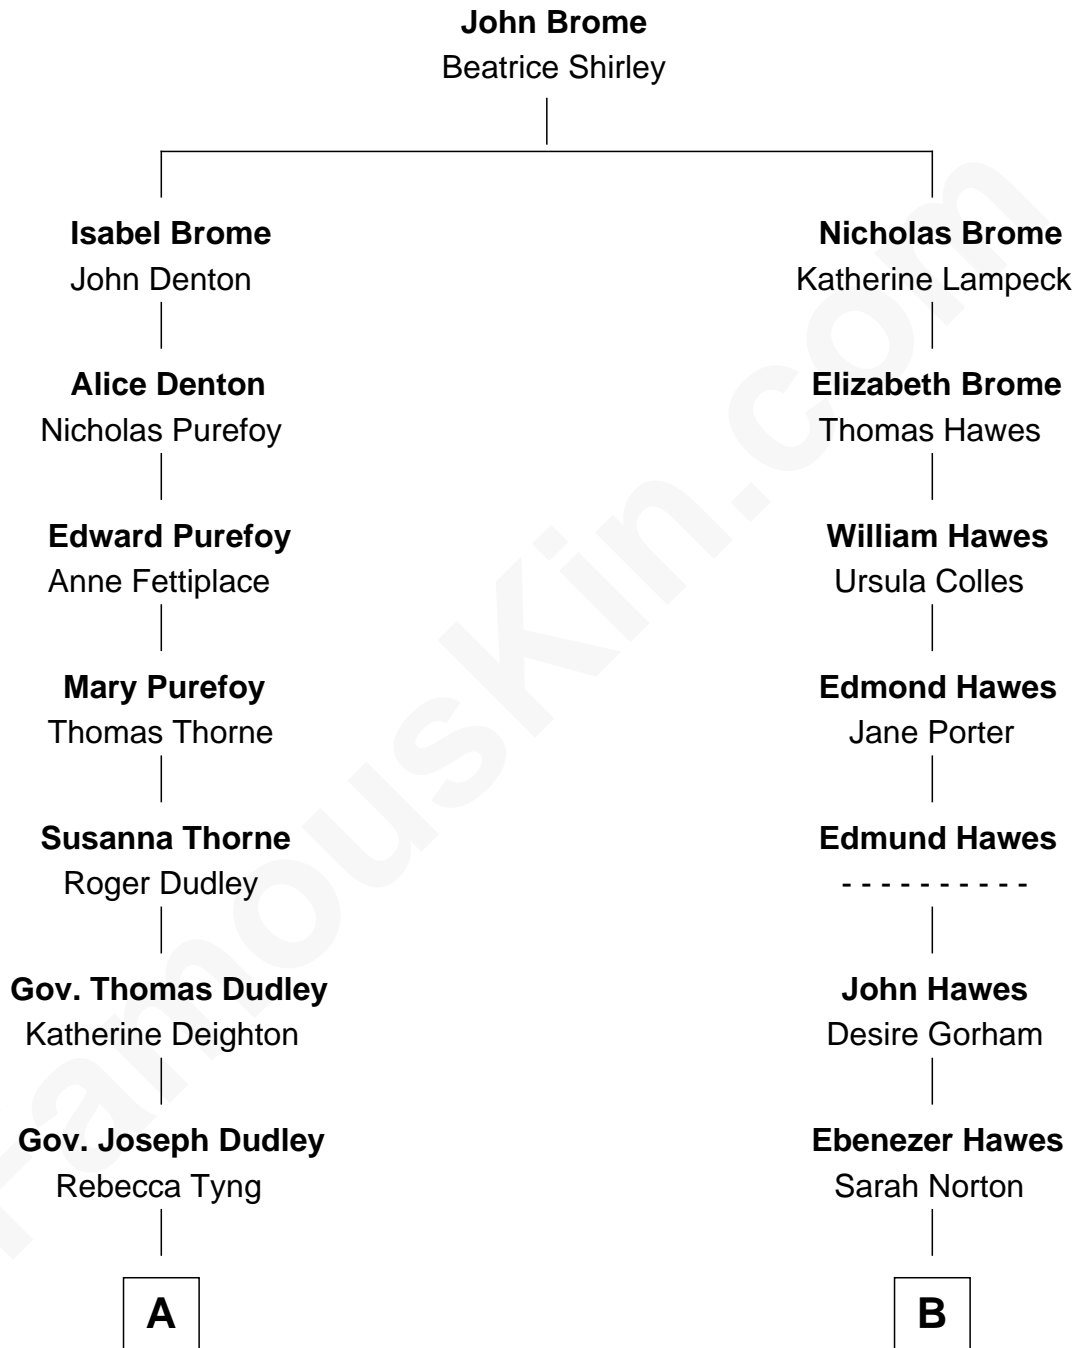 John Brome
Beatrice Shirley
Isabel Brome
John Denton
Alice Denton
Nicholas Purefoy
Edward Purefoy
Anne Fettiplace
Mary Purefoy
Thomas Thorne
Susanna Thorne
Roger Dudley
Gov. Thomas Dudley
Katherine Deighton
Gov. Joseph Dudley
Rebecca Tyng
A
Nicholas Brome
Katherine Lampeck
Elizabeth Brome
Thomas Hawes
William Hawes
Ursula Colles
Edmond Hawes
Jane Porter
Edmund Hawes
- - - - - - - - - -
John Hawes
Desire Gorham
Ebenezer Hawes
Sarah Norton
B
FamousKin.com